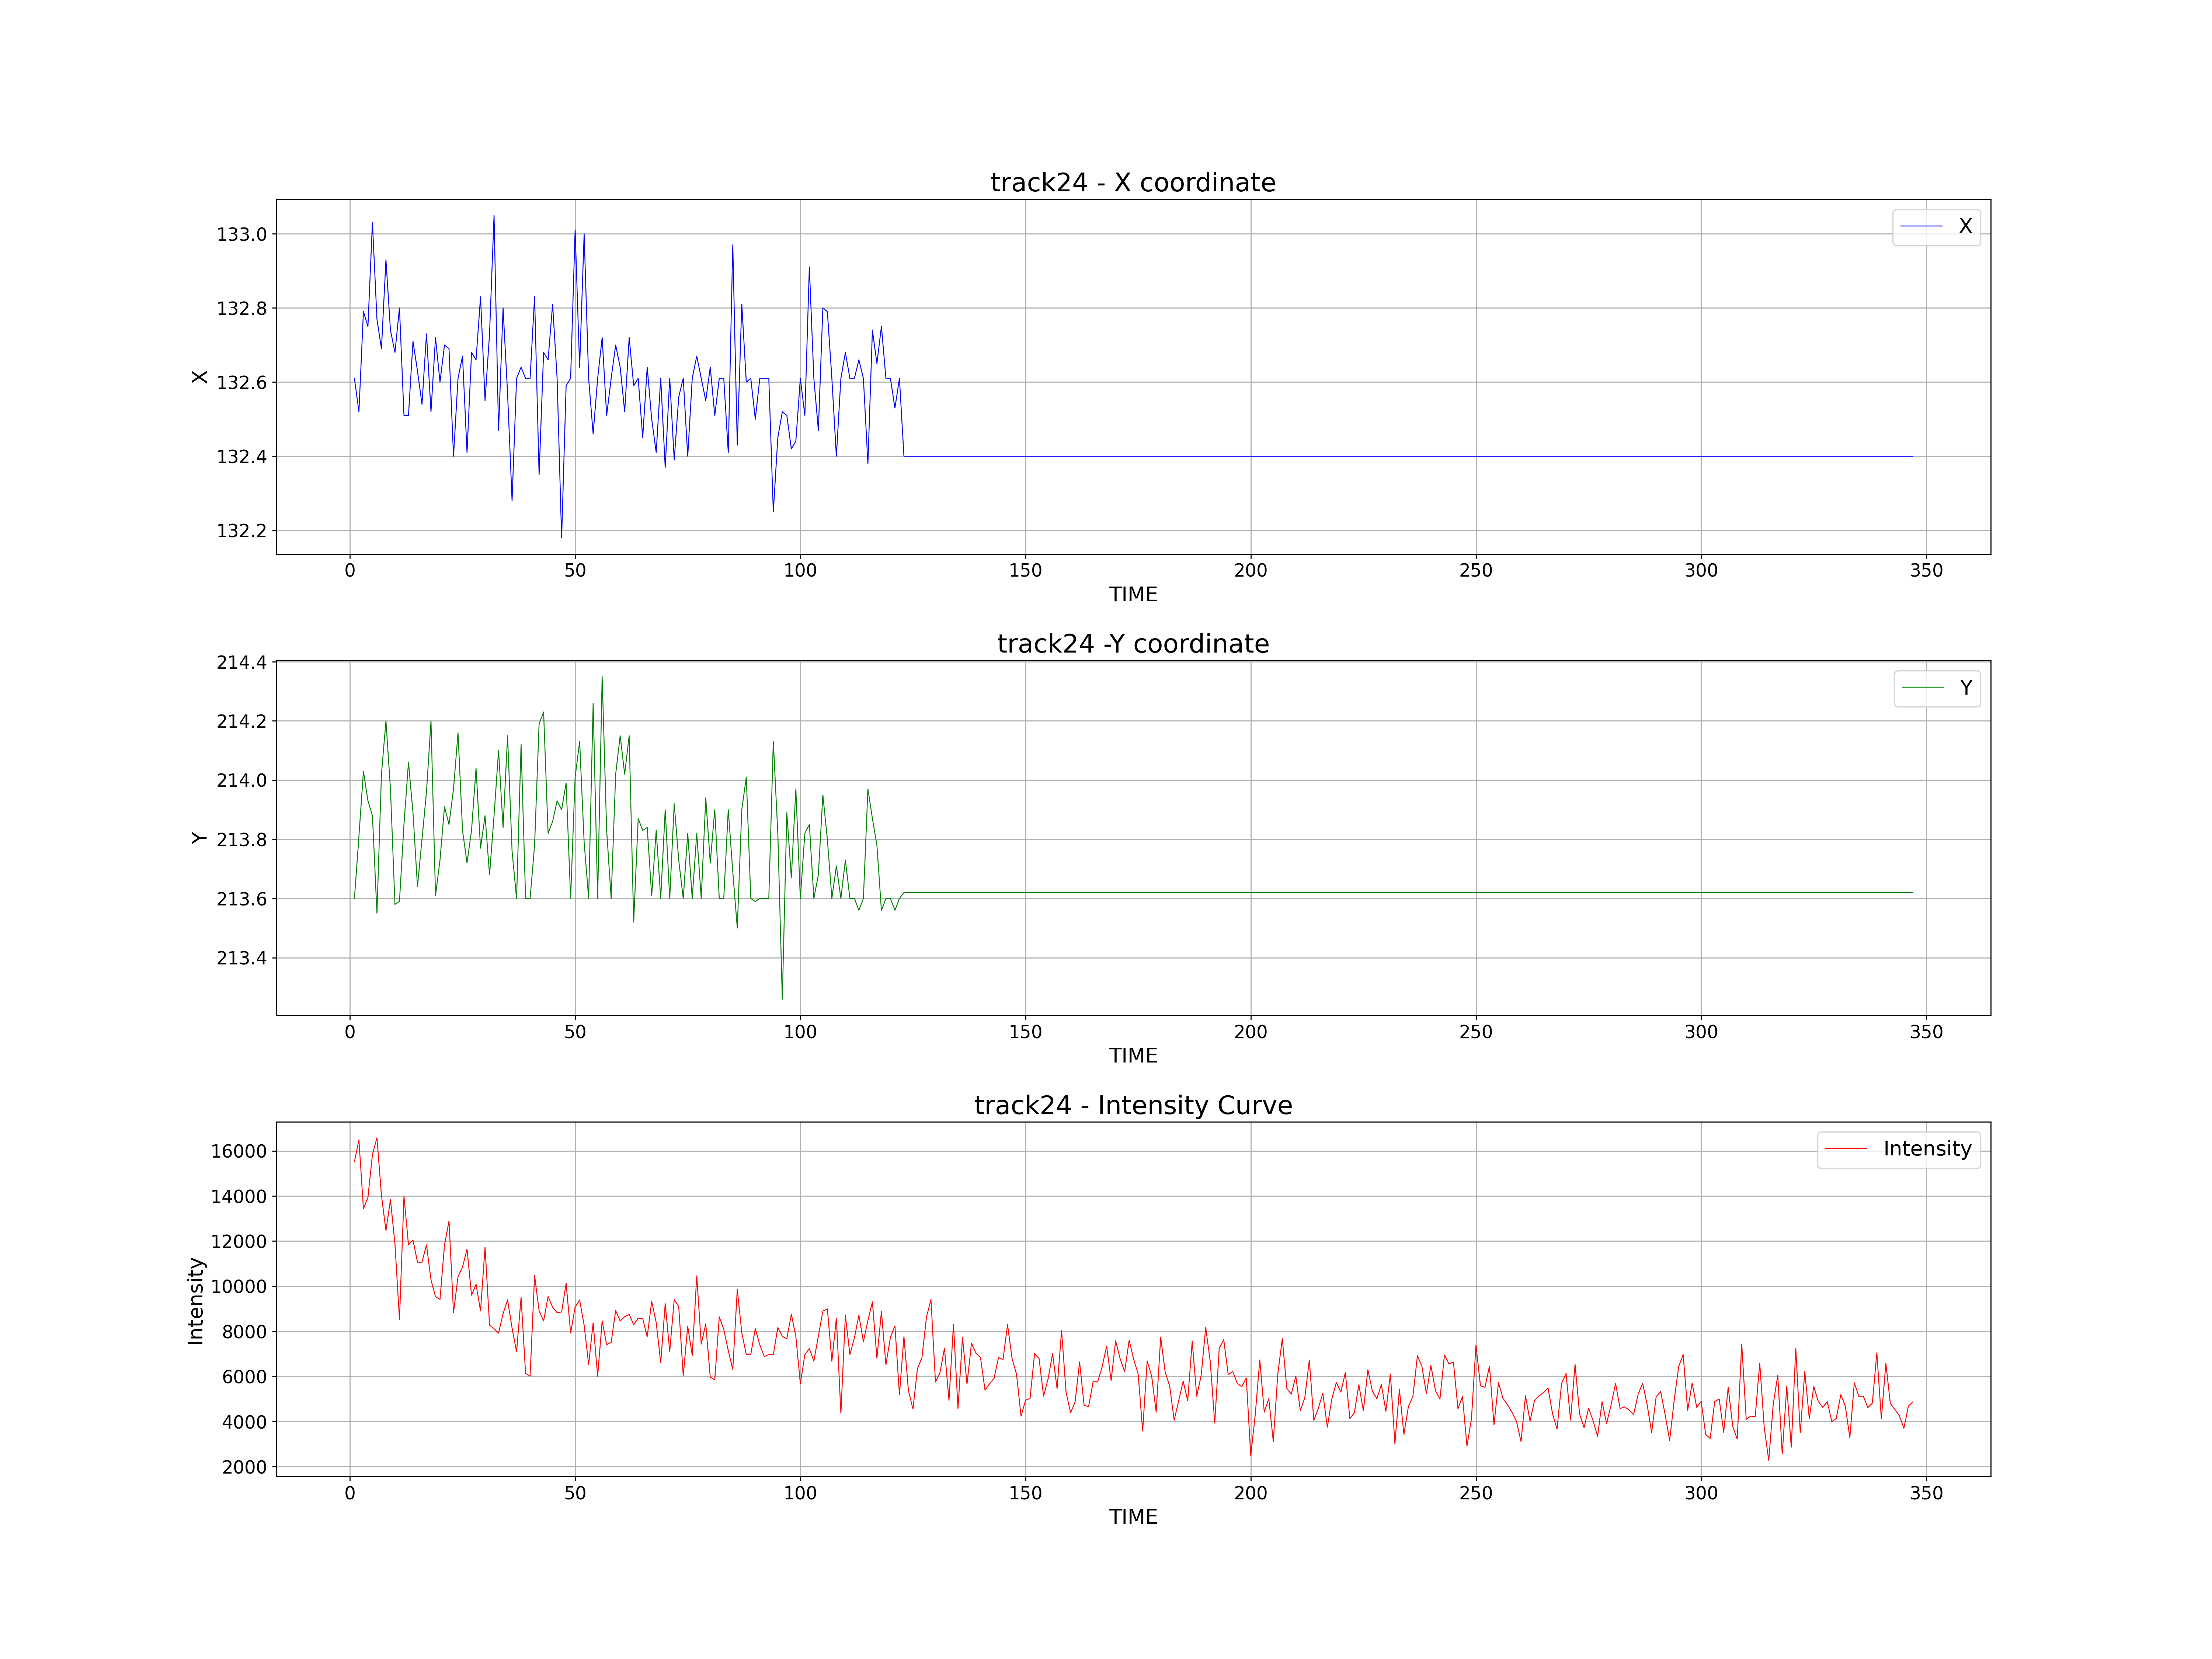 track24 - X coordinate
X
133.0
132.8
132.6
132.4
132.2
X
0 50 100 150 200 250 300 350
TIME
track24 -Y coordinate
Y
214.4
214.2
214.0
213.8
213.6
213.4
Y
0 50 100 150 200 250 300 350
TIME
track24 - Intensity Curve
Intensity
16000
14000
12000
10000
8000
6000
4000
2000
Intensity
0 50 100 150 200 250 300 350
TIME